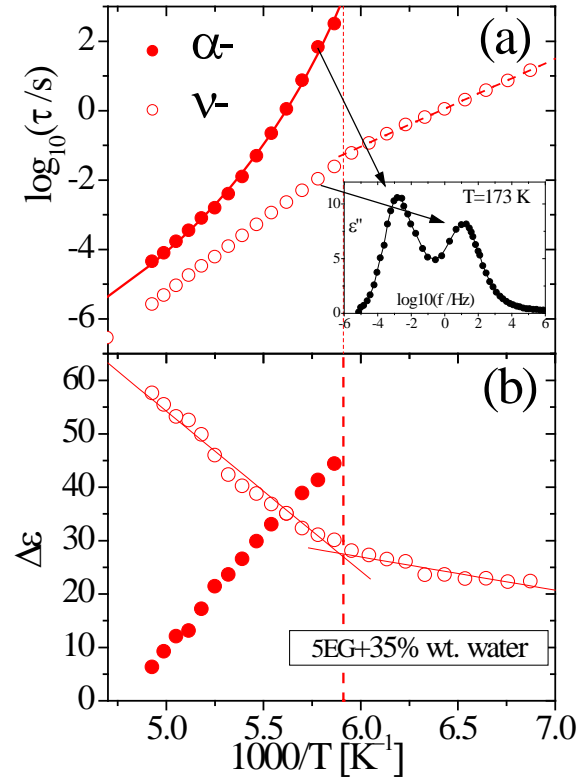 2
0
-2
-4
-6
log₁₀(τ/s)
α-
ν-
(a)
T=173 K
10
5
0
ε"
log10(f /Hz)
-6 -4 -2 0 2 4 6
60
50
40
30
20
10
0
Δε
(b)
5EG+35% wt. water
5.0 5.5 6.0 6.5 7.0
1000/T [K⁻¹]